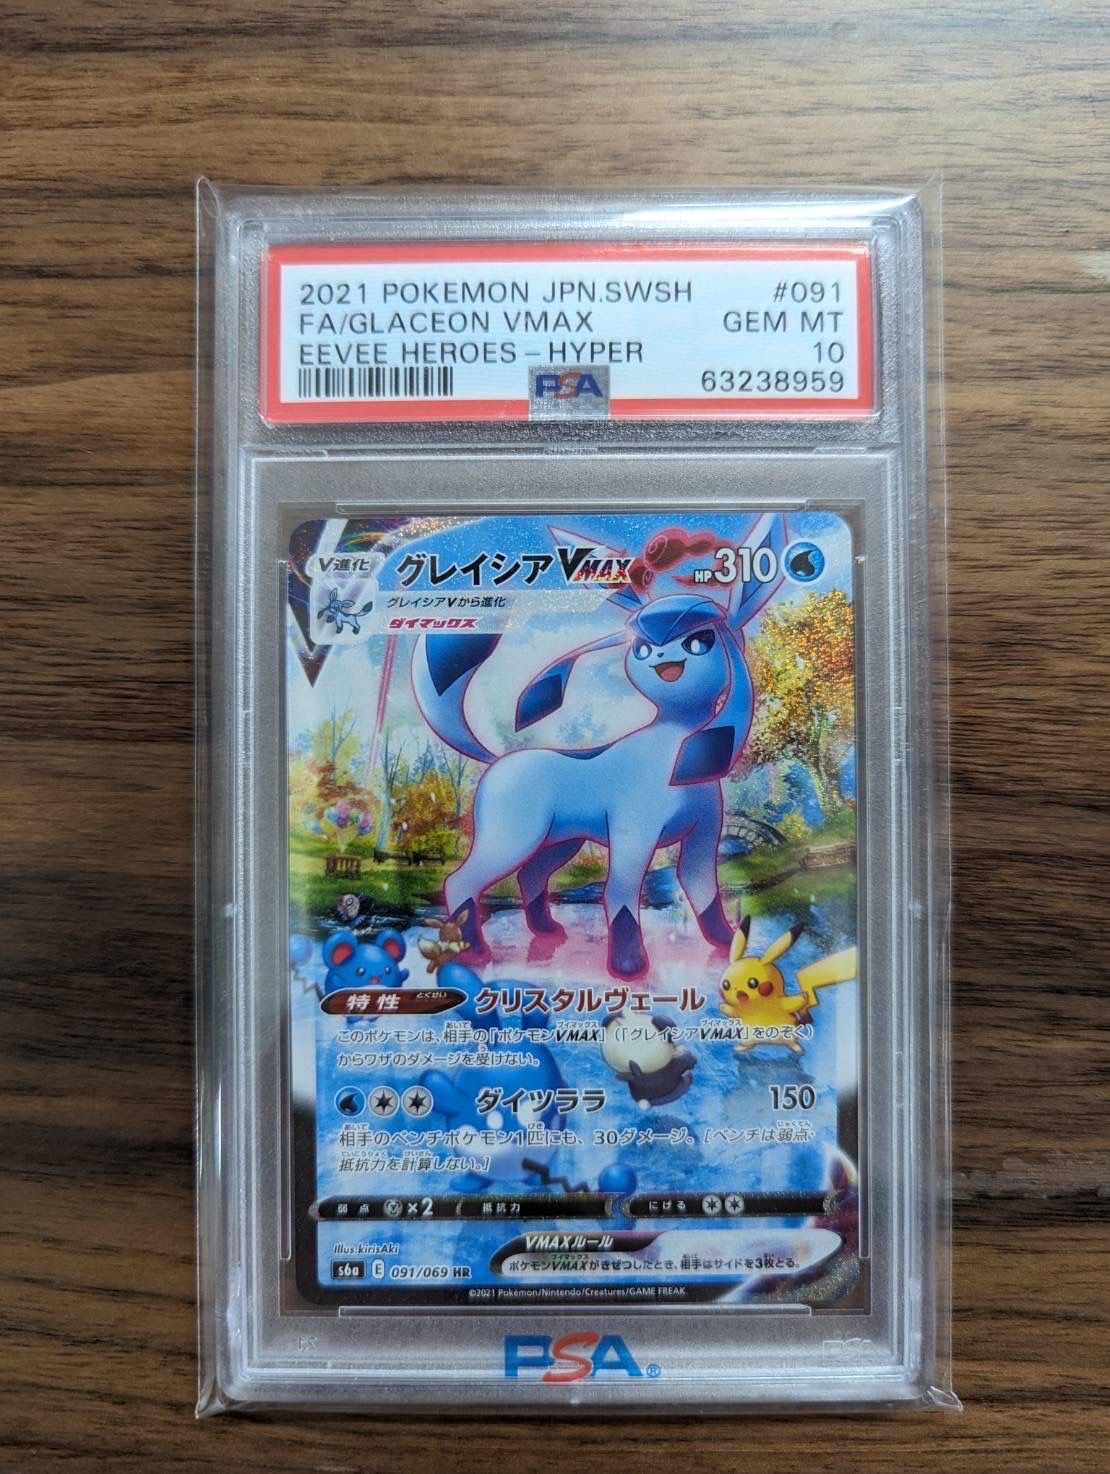 2021 POKEMON JPN.SWSH #091
FA/GLACEON VMAX GEM MT
EEVEE HEROES-HYPER 10
PSA 63238959
V進化 グレイシアVMAX HP310
グレイシアVから進化
ダイマックス
特性 とくせい クリスタルヴェール
このポケモンは、相手の「ポケモンVMAX」(「グレイシアVMAX」をのぞく)
からワザのダメージを受けない。
ダイツララ 150
相手のベンチポケモン1匹にも、30ダメージ。[ベンチは弱点・
抵抗力を計算しない。]
弱点 ×2 抵抗力 にげる
Illus.kirisAki VMAXルール
s6a E 091/069 HR ポケモンVMAXがきぜつしたとき、相手はサイドを3枚とる。
©2021 Pokémon/Nintendo/Creatures/GAME FREAK
PSA®